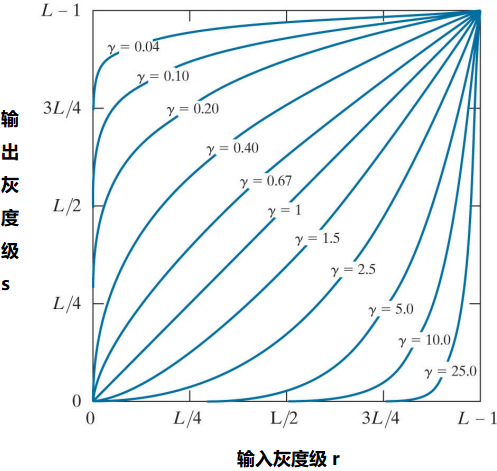 L − 1
γ = 0.04
γ = 0.10
3L/4
γ = 0.20
γ = 0.40
γ = 0.67
L/2
γ = 1
γ = 1.5
γ = 2.5
L/4
γ = 5.0
γ = 10.0
γ = 25.0
0
0
L/4
L/2
3L/4
L − 1
输出灰度级s
输入灰度级 r